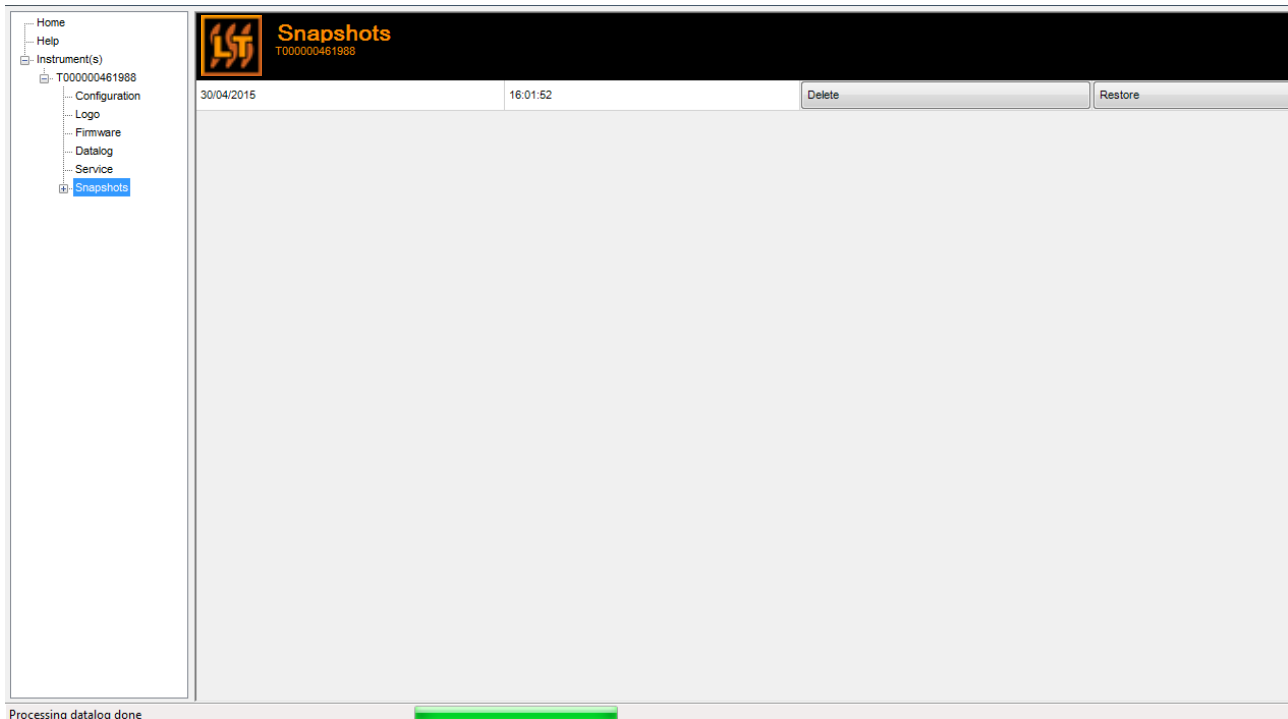 Home
Help
Instrument(s)
T000000461988
Configuration
Logo
Firmware
Datalog
Service
Snapshots
LST
Snapshots
T000000461988
30/04/2015 16:01:52 Delete Restore
Processing datalog done